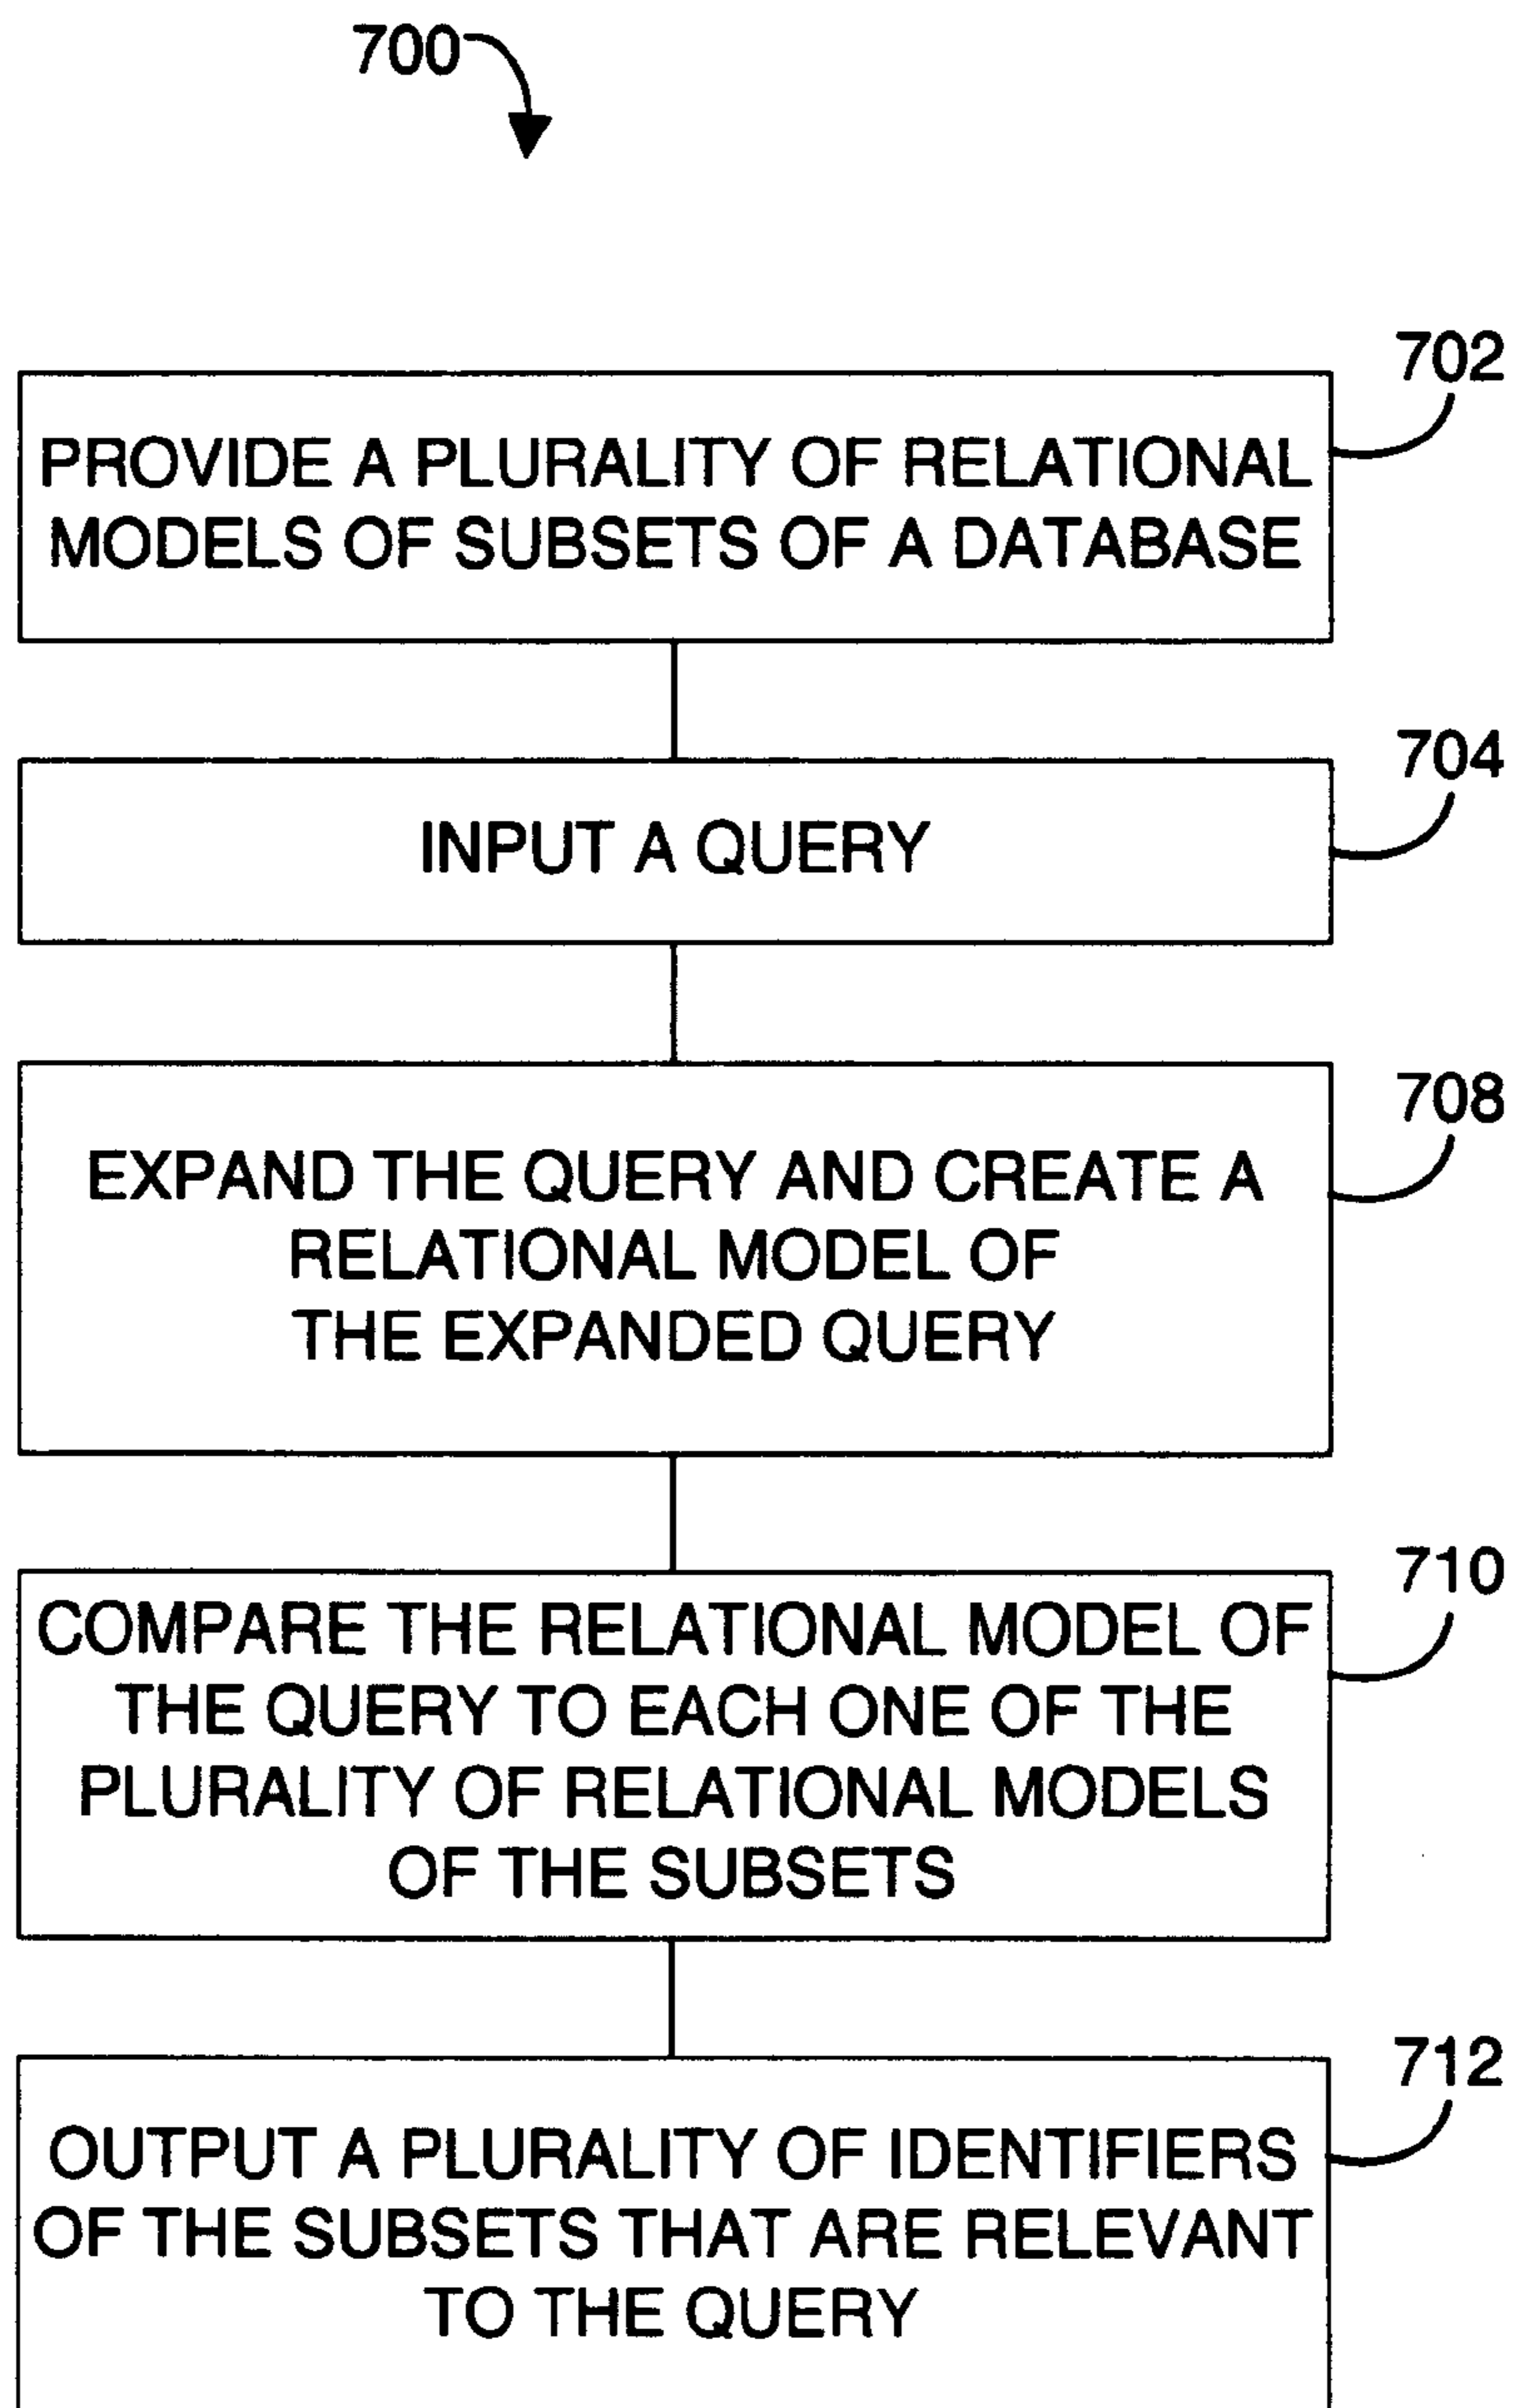 700
702
PROVIDE A PLURALITY OF RELATIONAL
MODELS OF SUBSETS OF A DATABASE
704
INPUT A QUERY
708
EXPAND THE QUERY AND CREATE A
RELATIONAL MODEL OF
THE EXPANDED QUERY
710
COMPARE THE RELATIONAL MODEL OF
THE QUERY TO EACH ONE OF THE
PLURALITY OF RELATIONAL MODELS
OF THE SUBSETS
712
OUTPUT A PLURALITY OF IDENTIFIERS
OF THE SUBSETS THAT ARE RELEVANT
TO THE QUERY